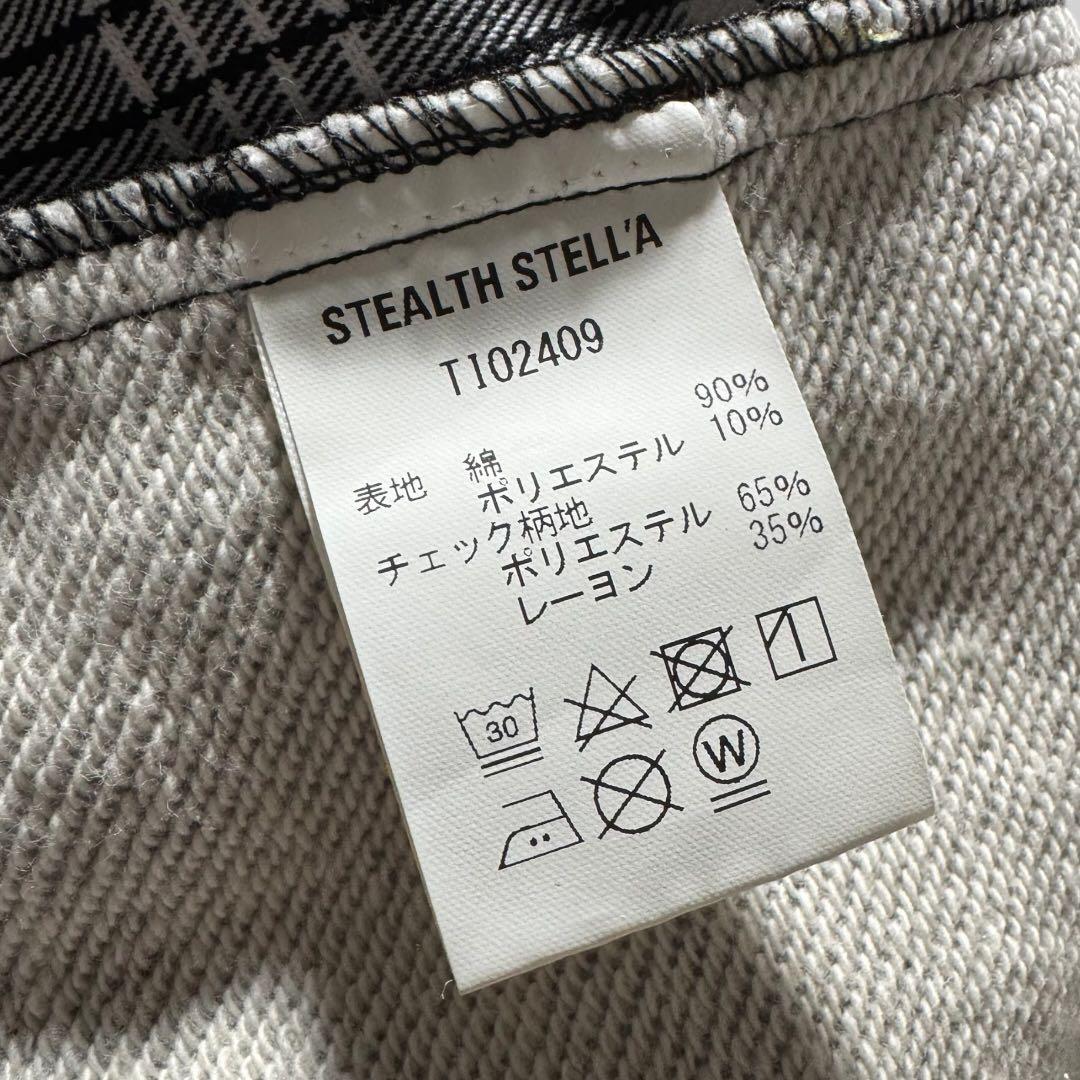 STEALTH STELL'A
TI02409
表地 綿 90%
ポリエステル 10%
チェック柄地
ポリエステル 65%
レーヨン 35%
30
W